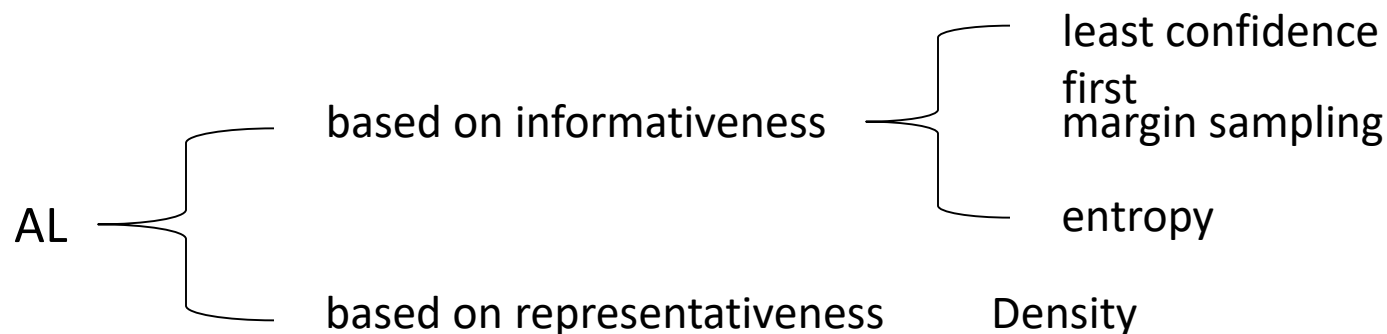 least confidence
first
based on informativeness
margin sampling
AL
entropy
based on representativeness
Density